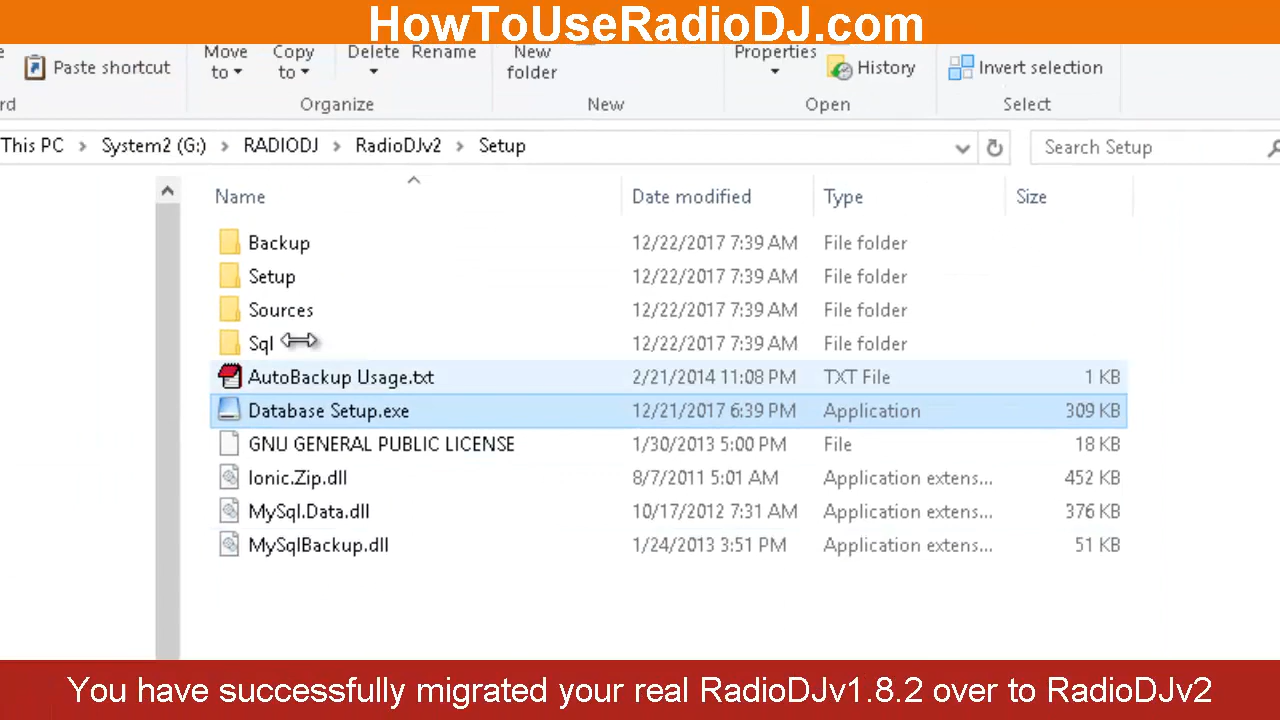 HowToUseRadioDJ.com
Paste shortcut
Move to
Copy to
Delete
Rename
New folder
Properties
History
Invert selection
rd
Organize
New
Open
Select
This PC > System2 (G:) > RADIODJ > RadioDJv2 > Setup
Search Setup
Name Date modified Type Size
Backup 12/22/2017 7:39 AM File folder
Setup 12/22/2017 7:39 AM File folder
Sources 12/22/2017 7:39 AM File folder
Sql 12/22/2017 7:39 AM File folder
AutoBackup Usage.txt 2/21/2014 11:08 PM TXT File 1 KB
Database Setup.exe 12/21/2017 6:39 PM Application 309 KB
GNU GENERAL PUBLIC LICENSE 1/30/2013 5:00 PM File 18 KB
Ionic.Zip.dll 8/7/2011 5:01 AM Application extens... 452 KB
MySql.Data.dll 10/17/2012 7:31 AM Application extens... 376 KB
MySqlBackup.dll 1/24/2013 3:51 PM Application extens... 51 KB
You have successfully migrated your real RadioDJv1.8.2 over to RadioDJv2